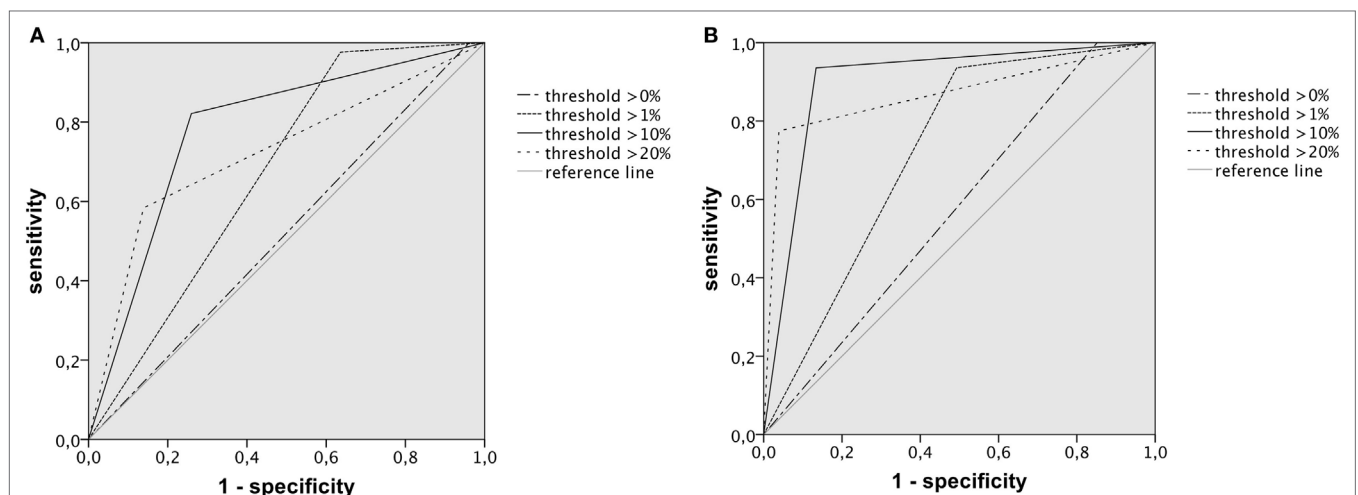 A
1,0
0,8
0,6
0,4
0,2
0,0
sensitivity
0,0 0,2 0,4 0,6 0,8 1,0
1 - specificity
threshold >0%
threshold >1%
threshold >10%
threshold >20%
reference line
B
1,0
0,8
0,6
0,4
0,2
0,0
sensitivity
0,0 0,2 0,4 0,6 0,8 1,0
1 - specificity
threshold >0%
threshold >1%
threshold >10%
threshold >20%
reference line